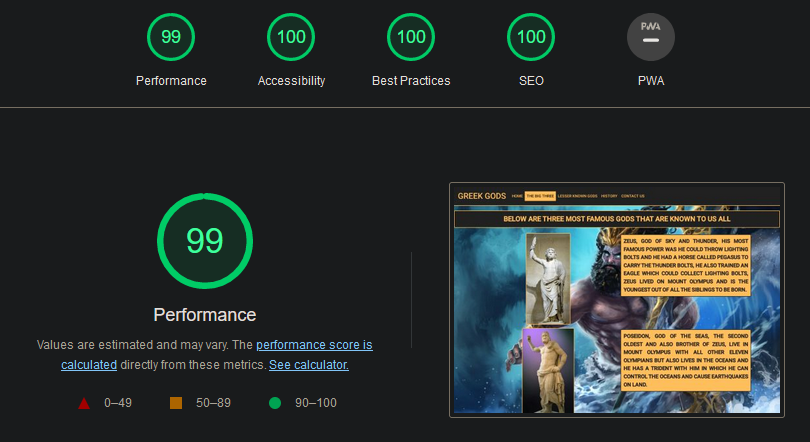 99 100 100 100 PWA
Performance Accessibility Best Practices SEO PWA
99
Performance
Values are estimated and may vary. The performance score is
calculated directly from these metrics. See calculator.
0–49 50–89 90–100
GREEK GODS HOME THE BIG THREE LESSER KNOWN GODS HISTORY CONTACT US
BELOW ARE THREE MOST FAMOUS GODS THAT ARE KNOWN TO US ALL
ZEUS, GOD OF SKY AND THUNDER, HIS MOST
FAMOUS POWER WAS HE COULD THROW LIGHTING
BOLTS AND HE HAD A HORSE CALLED PEGASUS TO
CARRY THE THUNDER BOLTS, HE ALSO TRAINED AN
EAGLE WHICH COULD COLLECT LIGHTING BOLTS,
ZEUS LIVED ON MOUNT OLYMPUS AND IS THE
YOUNGEST OUT OF ALL THE SIBLINGS TO BE BORN.
POSEIDON, GOD OF THE SEAS, THE SECOND
OLDEST AND ALSO BROTHER OF ZEUS, LIVE IN
MOUNT OLYMPUS WITH ALL OTHER ELEVEN
OLYMPIANS BUT ALSO LIVES IN THE OCEANS AND
HE HAS A TRIDENT WITH HIM IN WHICH HE CAN
CONTROL THE OCEANS AND CAUSE EARTHQUAKES
ON LAND.